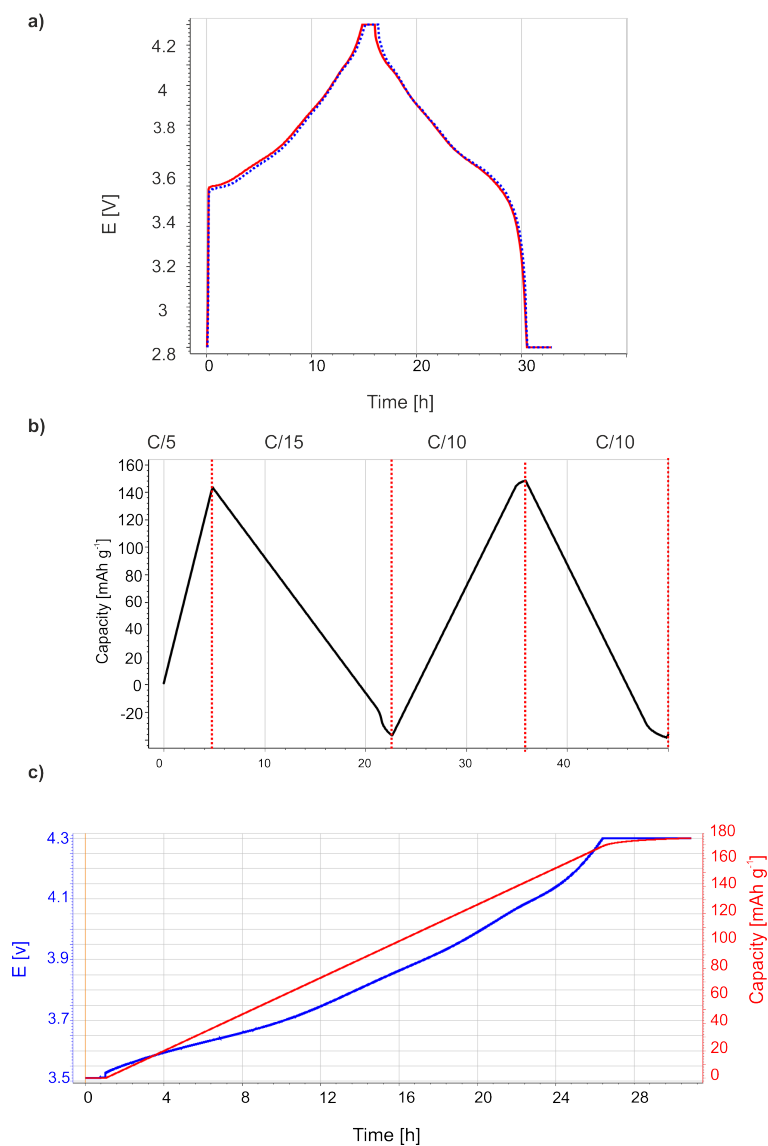 a)
4.2
4
3.8
3.6
3.4
3.2
3
2.8
E [V]
0 10 20 30
Time [h]
b)
C/5 C/15 C/10 C/10
160
140
120
100
80
60
40
20
0
-20
Capacity [mAh g⁻¹]
0 10 20 30 40
c)
4.3
4.1
3.9
3.7
3.5
E [v]
180
160
140
120
100
80
60
40
20
0
Capacity [mAh g⁻¹]
0 4 8 12 16 20 24 28
Time [h]